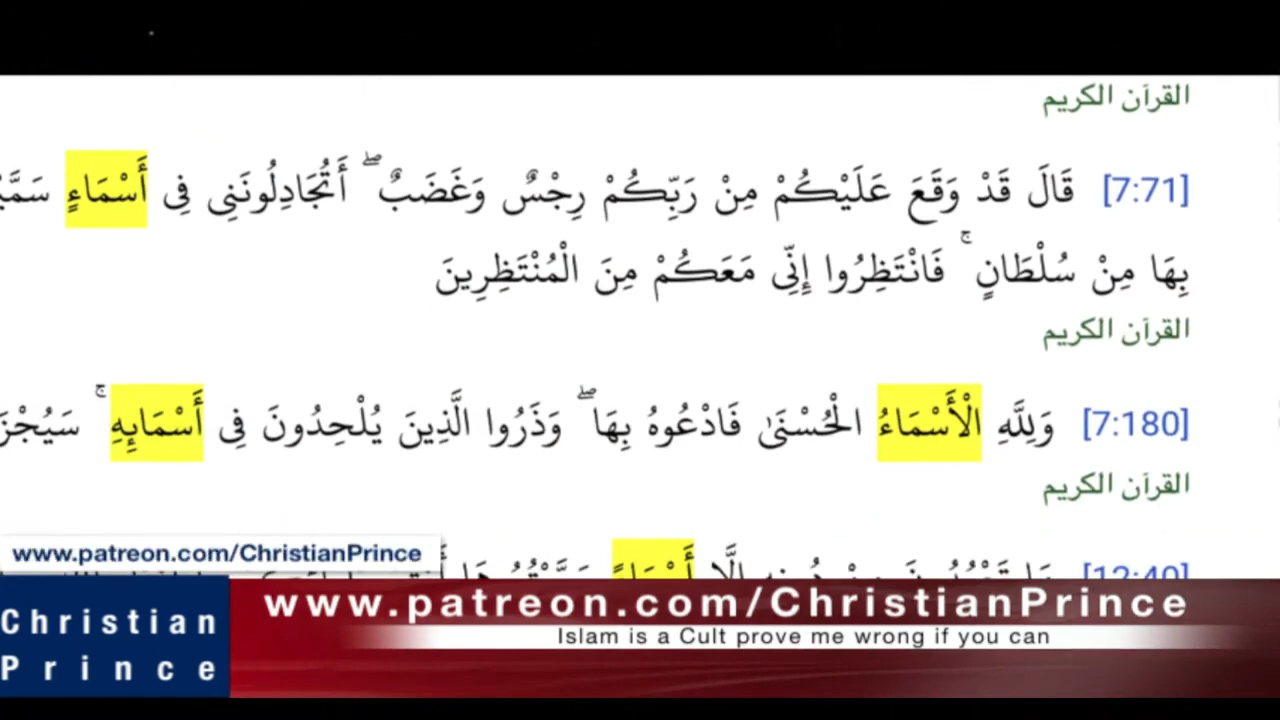 القرآن الكريم
[7:71] قَالَ قَدْ وَقَعَ عَلَيْكُمْ مِنْ رَبِّكُمْ رِجْسٌ وَغَضَبٌ ۖ أَتُجَادِلُونَنِي فِي أَسْمَاءٍ
بِهَا مِنْ سُلْطَانٍ ۚ فَانْتَظِرُوا إِنِّي مَعَكُمْ مِنَ الْمُنْتَظِرِينَ
القرآن الكريم
[7:180] وَلِلَّهِ الْأَسْمَاءُ الْحُسْنَىٰ فَادْعُوهُ بِهَا ۖ وَذَرُوا الَّذِينَ يُلْحِدُونَ فِي أَسْمَائِهِ ۚ
القرآن الكريم
[12:40]
www.patreon.com/ChristianPrince
Christian
Prince
www.patreon.com/ChristianPrince
Islam is a Cult prove me wrong if you can